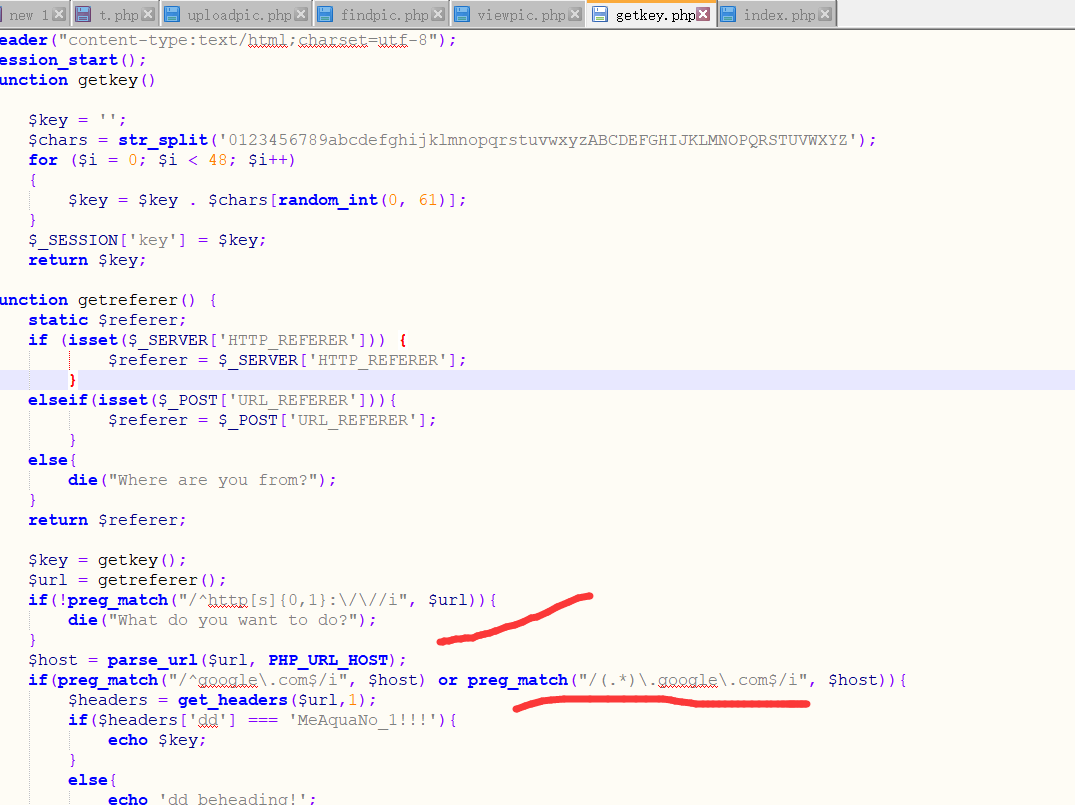 new 1 t.php uploadpic.php findpic.php viewpic.php getkey.php index.php
eader("content-type:text/html;charset=utf-8");
ession_start();
unction getkey()
$key = '';
$chars = str_split('0123456789abcdefghijklmnopqrstuvwxyzABCDEFGHIJKLMNOPQRSTUVWXYZ');
for ($i = 0; $i < 48; $i++)
{
$key = $key . $chars[random_int(0, 61)];
}
$_SESSION['key'] = $key;
return $key;
unction getreferer() {
static $referer;
if (isset($_SERVER['HTTP_REFERER'])) {
$referer = $_SERVER['HTTP_REFERER'];
}
elseif(isset($_POST['URL_REFERER'])){
$referer = $_POST['URL_REFERER'];
}
else{
die("Where are you from?");
}
return $referer;
$key = getkey();
$url = getreferer();
if(!preg_match("/^http[s]{0,1}:\/\//i", $url)){
die("What do you want to do?");
}
$host = parse_url($url, PHP_URL_HOST);
if(preg_match("/^google\.com$/i", $host) or preg_match("/(.*)\.google\.com$/i", $host)){
$headers = get_headers($url,1);
if($headers['dd'] === 'MeAquaNo_1!!!'){
echo $key;
}
else{
echo 'dd beheading!';